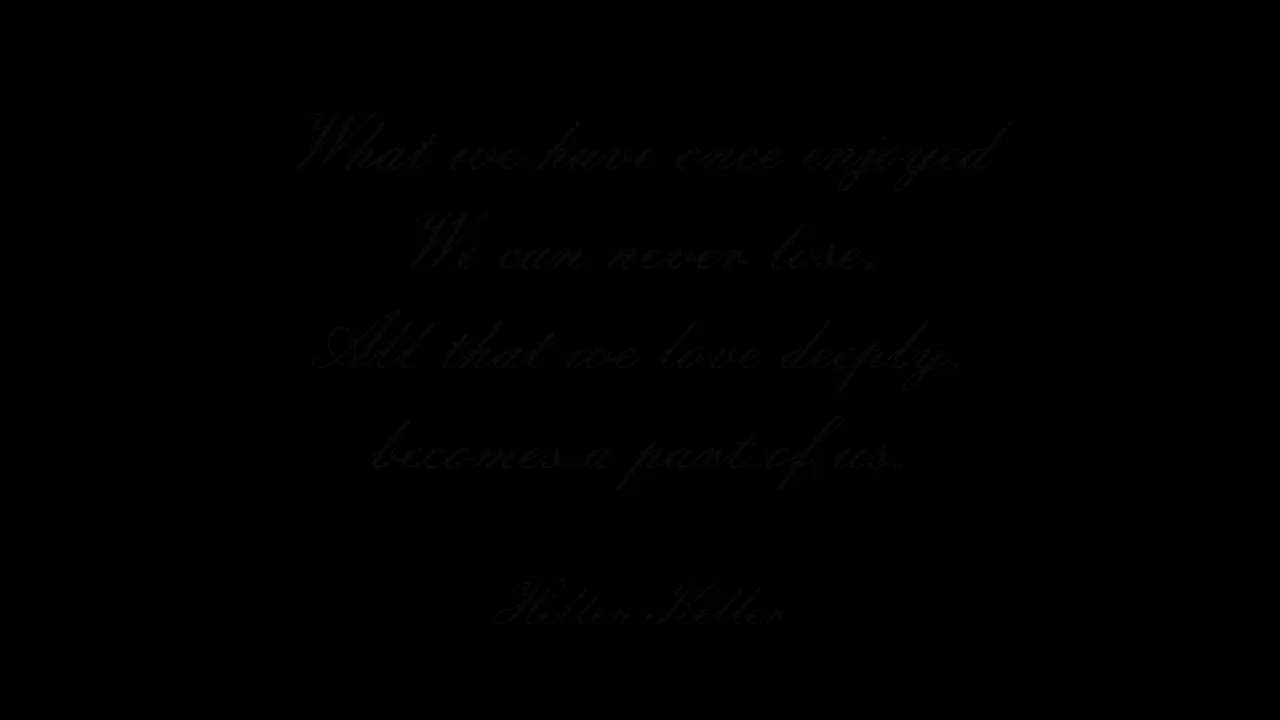 What we have once enjoyed
We can never lose.
All that we love deeply,
becomes a part of us.
Hellen Keller